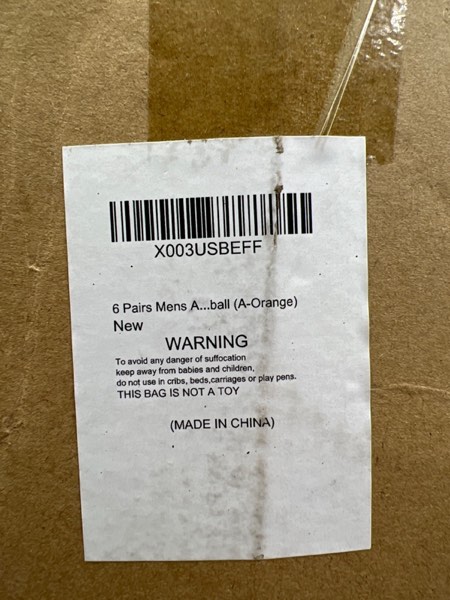 X003USBEFF
6 Pairs Mens A...ball (A-Orange)
New
WARNING
To avoid any danger of suffocation
keep away from babies and children,
do not use in cribs, beds,carriages or play pens.
THIS BAG IS NOT A TOY
(MADE IN CHINA)